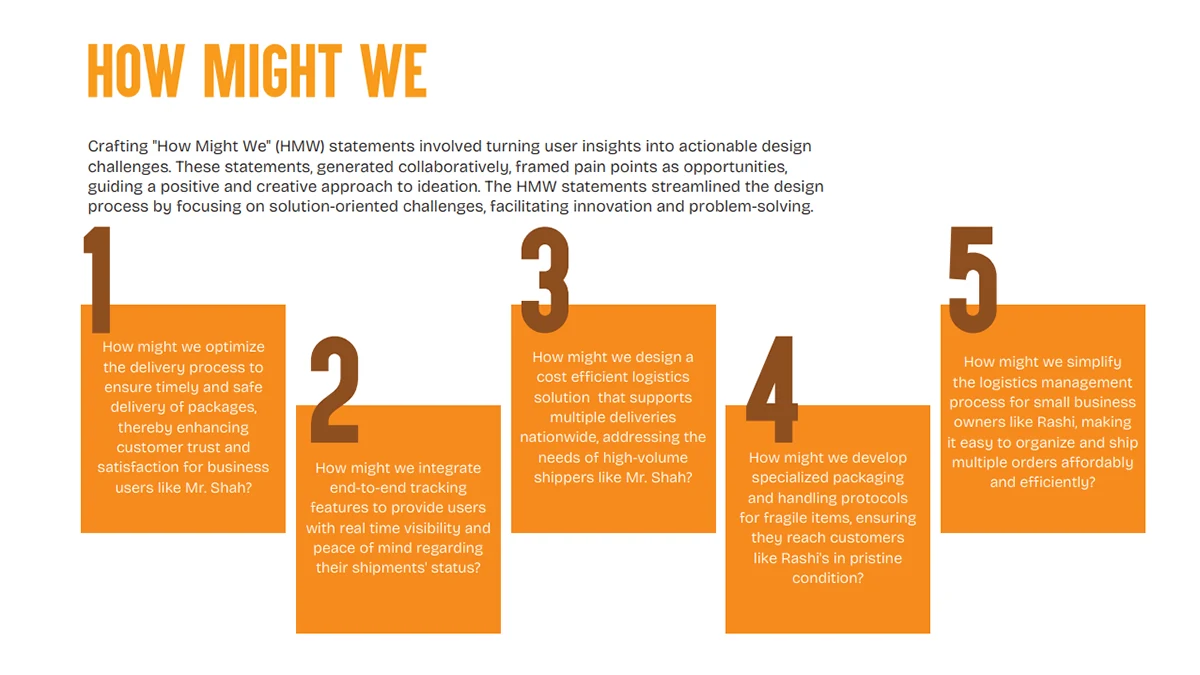 HOW MIGHT WE
Crafting "How Might We" (HMW) statements involved turning user insights into actionable design
challenges. These statements, generated collaboratively, framed pain points as opportunities,
guiding a positive and creative approach to ideation. The HMW statements streamlined the design
process by focusing on solution-oriented challenges, facilitating innovation and problem-solving.
1
How might we optimize
the delivery process to
ensure timely and safe
delivery of packages,
thereby enhancing
customer trust and
satisfaction for business
users like Mr. Shah?
2
How might we integrate
end-to-end tracking
features to provide users
with real time visibility and
peace of mind regarding
their shipments' status?
3
How might we design a
cost efficient logistics
solution  that supports
multiple deliveries
nationwide, addressing the
needs of high-volume
shippers like Mr. Shah?
4
How might we develop
specialized packaging
and handling protocols
for fragile items, ensuring
they reach customers
like Rashi's in pristine
condition?
5
How might we simplify
the logistics management
process for small business
owners like Rashi, making
it easy to organize and ship
multiple orders affordably
and efficiently?